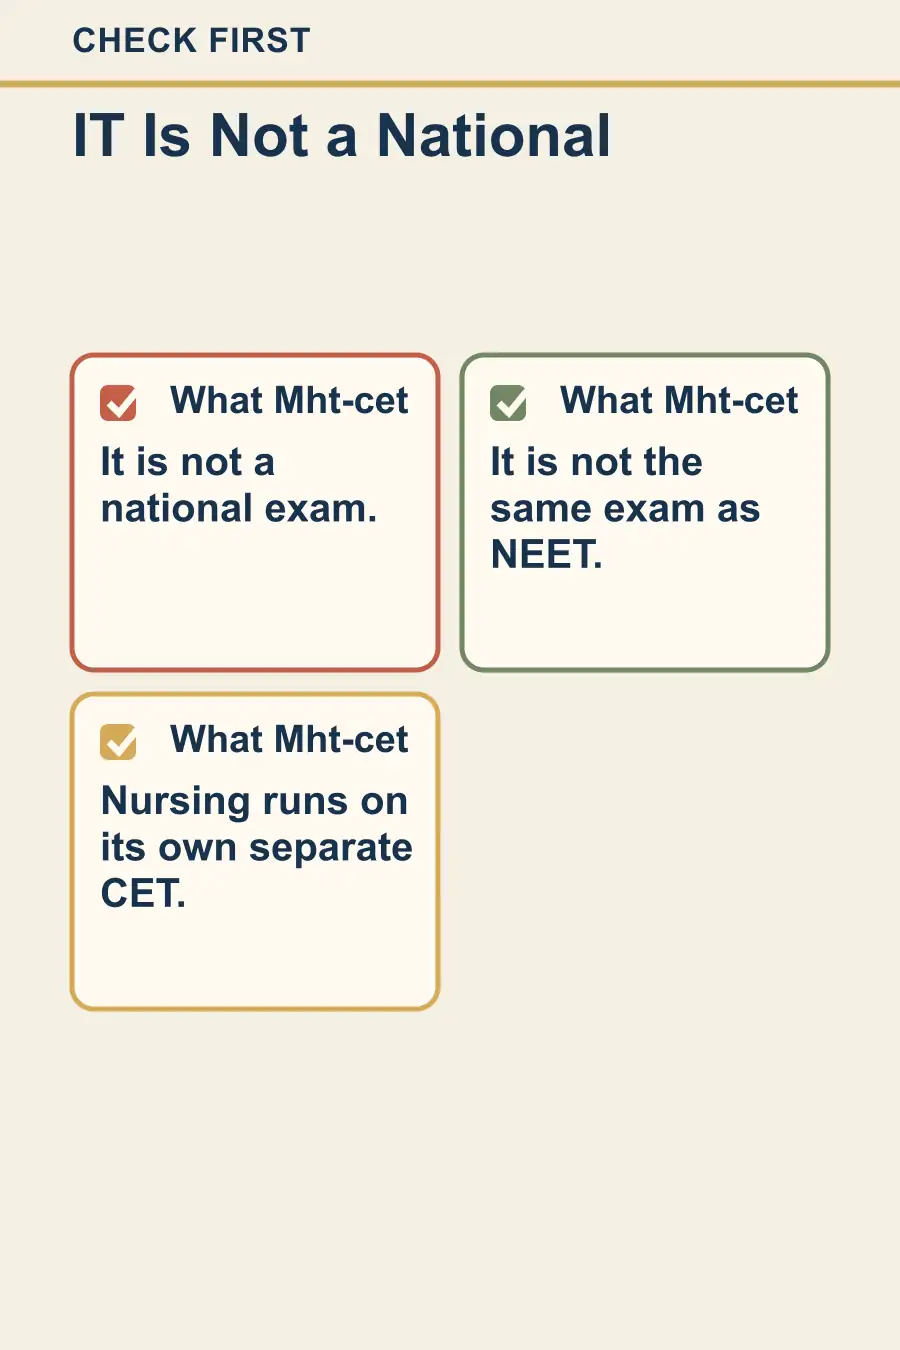 CHECK FIRST
IT Is Not a National
What Mht-cet
It is not a
national exam.
What Mht-cet
It is not the
same exam as
NEET.
What Mht-cet
Nursing runs on
its own separate
CET.